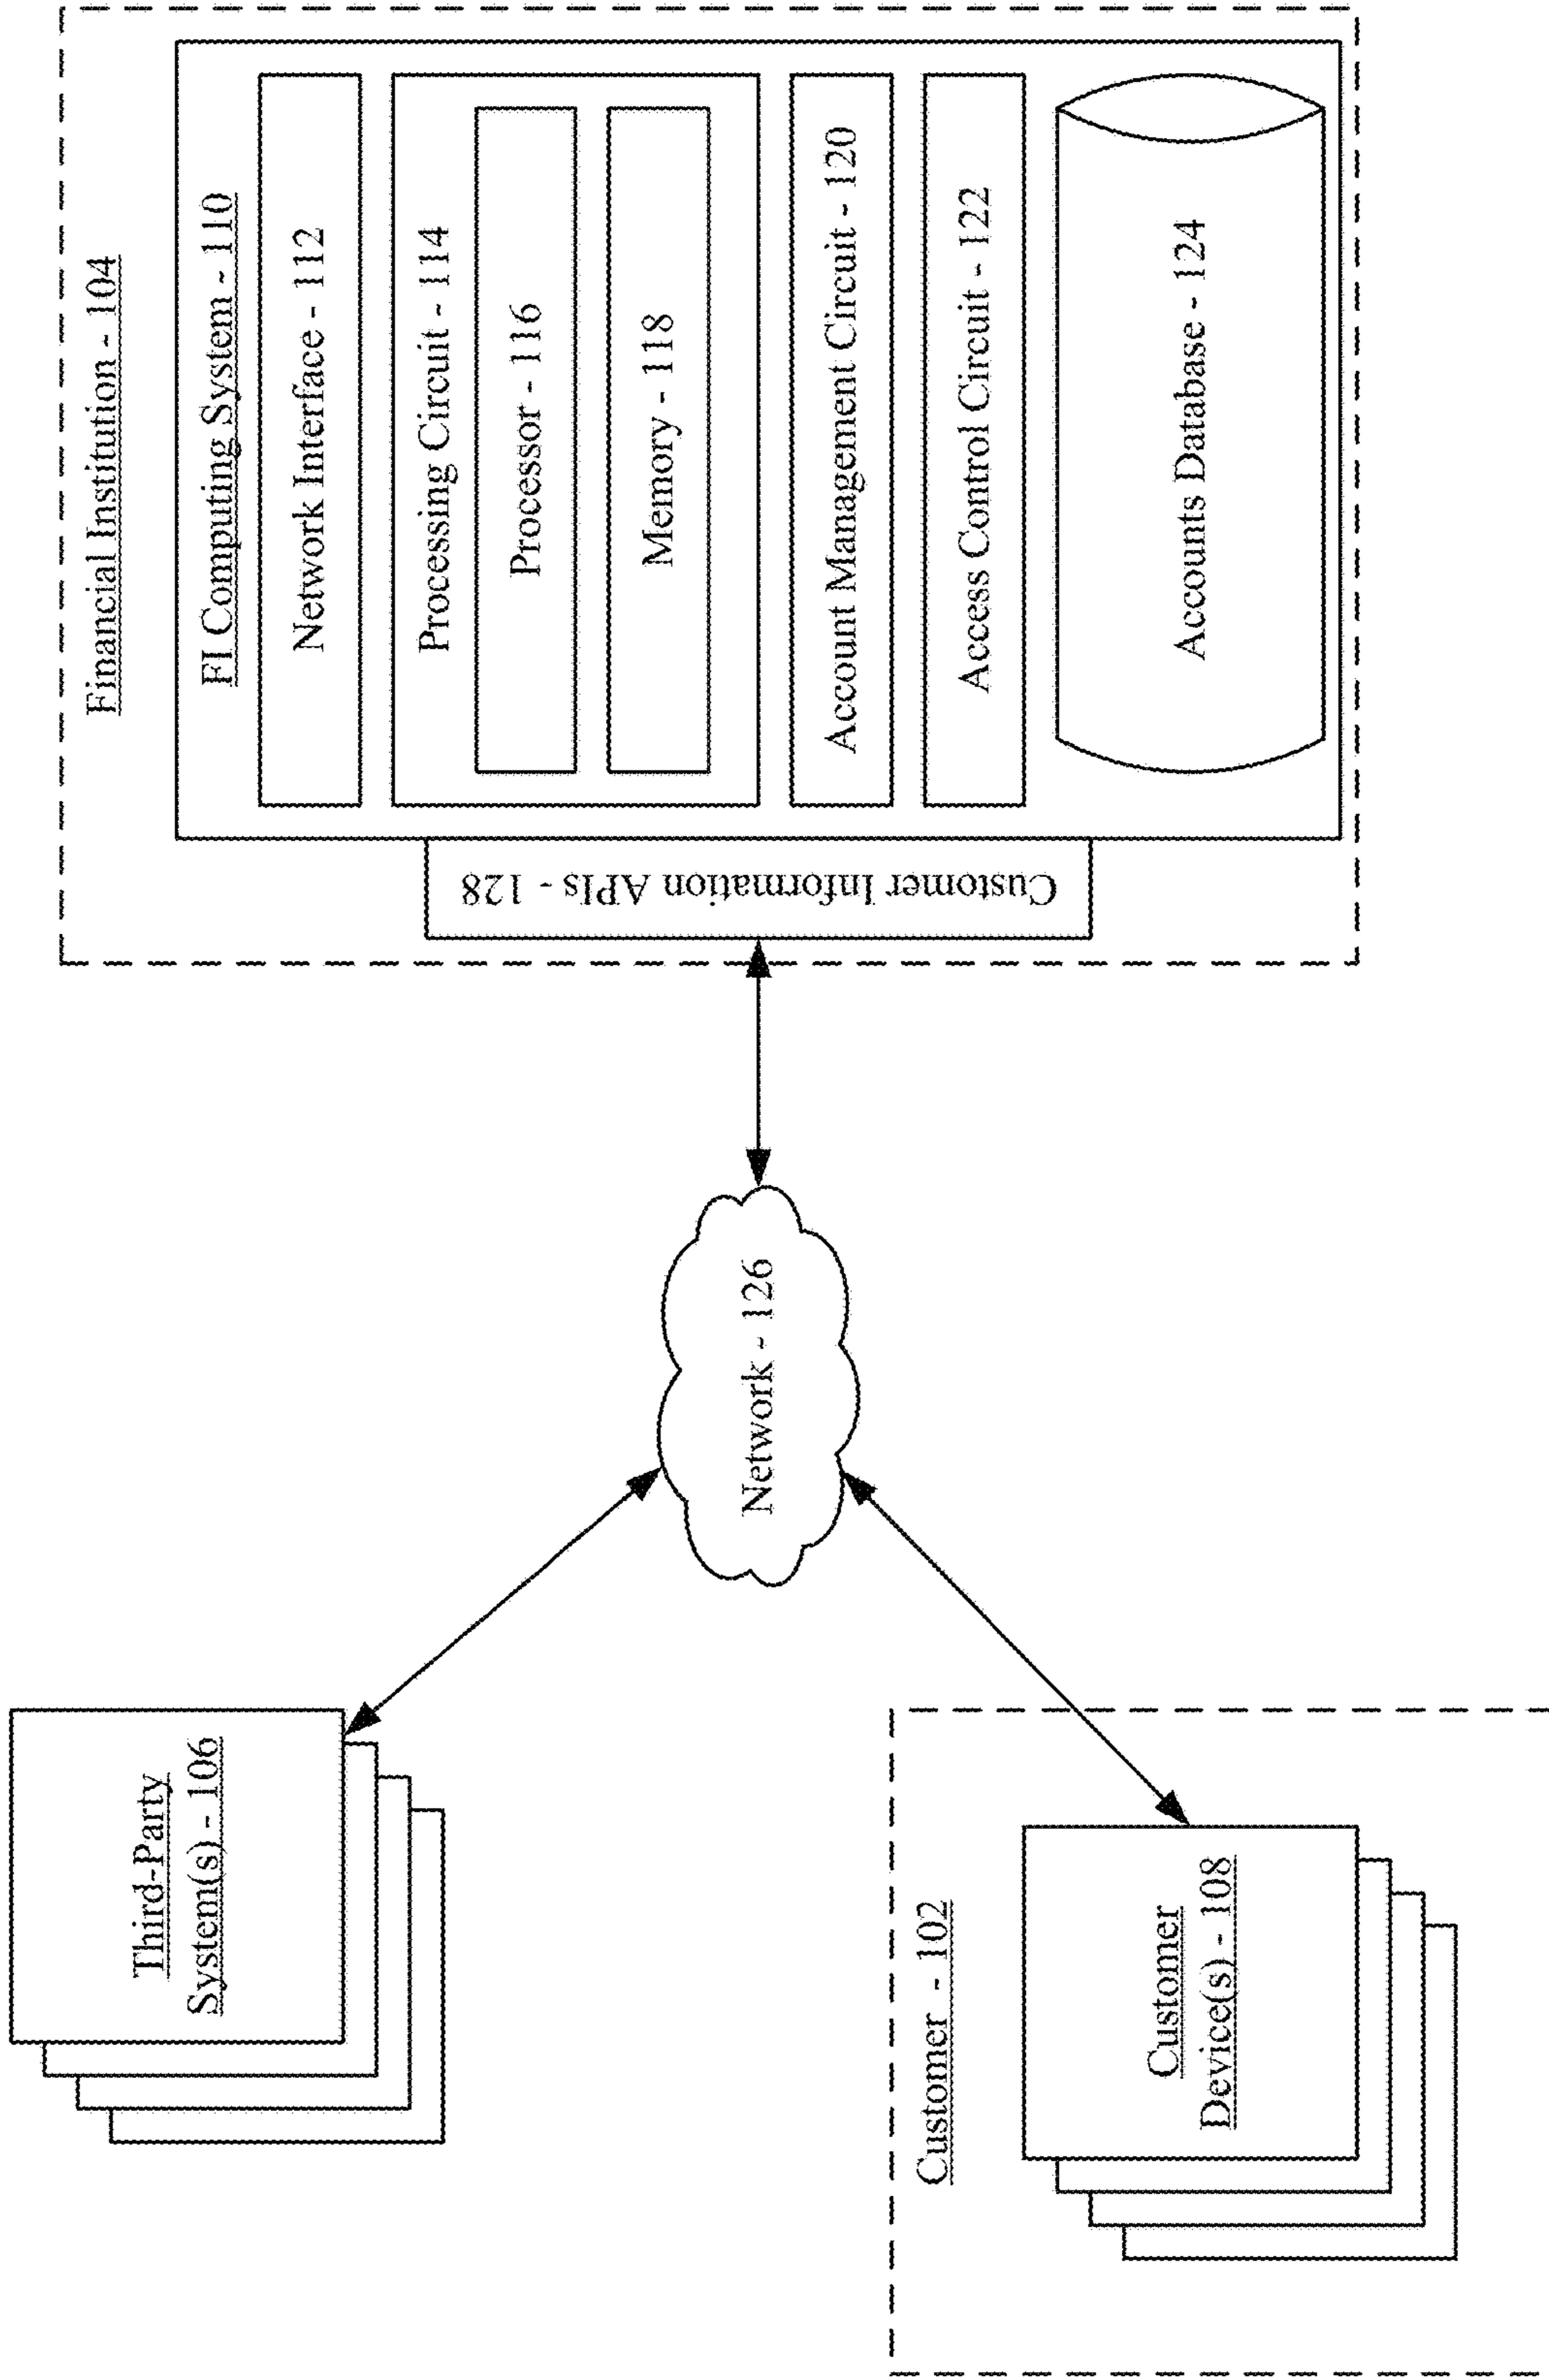 Third-Party
System(s) - 106
Customer - 102
Customer
Device(s) - 108
Network - 126
Customer Information APIs - 128
Financial Institution - 104
FI Computing System - 110
Network Interface - 112
Processing Circuit - 114
Processor - 116
Memory - 118
Account Management Circuit - 120
Access Control Circuit - 122
Accounts Database - 124